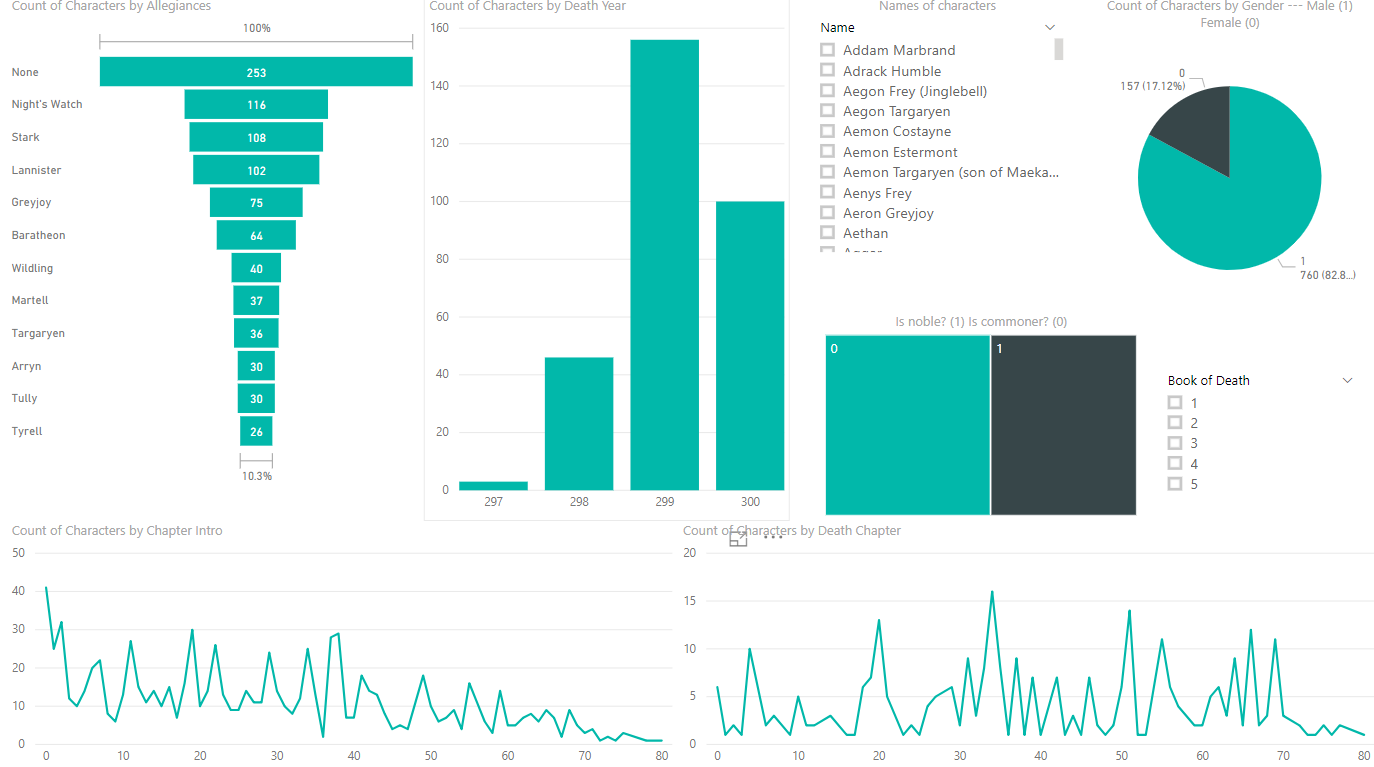 Count of Characters by Allegiances
100%
None 253
Night's Watch 116
Stark 108
Lannister 102
Greyjoy 75
Baratheon 64
Wildling 40
Martell 37
Targaryen 36
Arryn 30
Tully 30
Tyrell 26
10.3%
Count of Characters by Death Year
160
140
120
100
80
60
40
20
0
297 298 299 300
Names of characters
Name
Addam Marbrand
Adrack Humble
Aegon Frey (Jinglebell)
Aegon Targaryen
Aemon Costayne
Aemon Estermont
Aemon Targaryen (son of Maeka...
Aenys Frey
Aeron Greyjoy
Aethan
Count of Characters by Gender --- Male (1)
Female (0)
0
157 (17.12%)
1
760 (82.8...)
Is noble? (1) Is commoner? (0)
0 1
Book of Death
1
2
3
4
5
Count of Characters by Chapter Intro
50
40
30
20
10
0
0 10 20 30 40 50 60 70 80
Count of Characters by Death Chapter
20
15
10
5
0
0 10 20 30 40 50 60 70 80